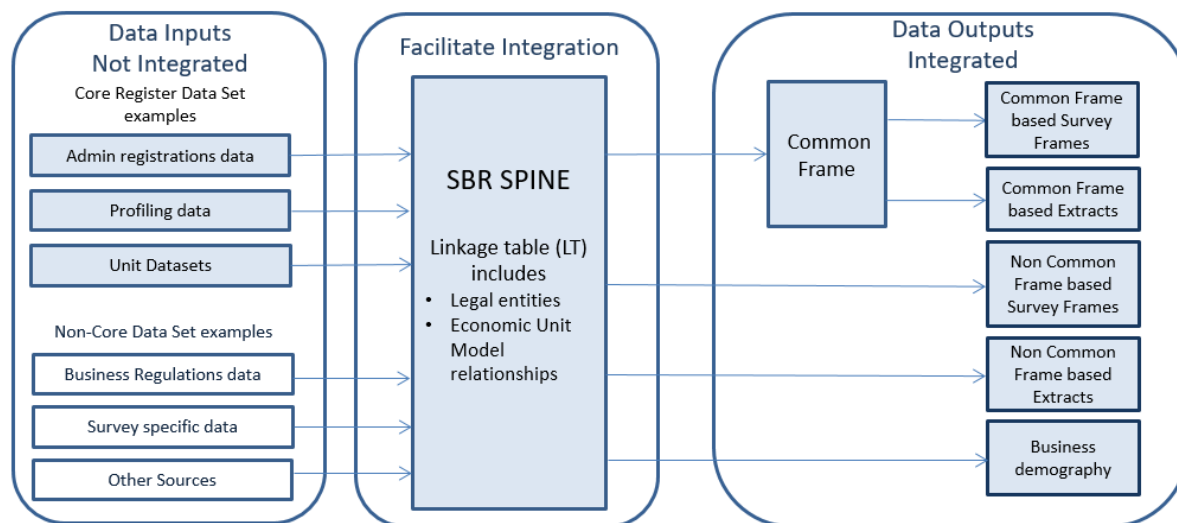 Data Inputs
Not Integrated
Core Register Data Set
examples
Admin registrations data
Profiling data
Unit Datasets
Non-Core Data Set examples
Business Regulations data
Survey specific data
Other Sources
Facilitate Integration
SBR SPINE
Linkage table (LT)
includes
• Legal entities
• Economic Unit
Model
relationships
Data Outputs
Integrated
Common
Frame
Common Frame
based Survey
Frames
Common Frame
based Extracts
Non Common
Frame based
Survey Frames
Non Common
Frame based
Extracts
Business
demography